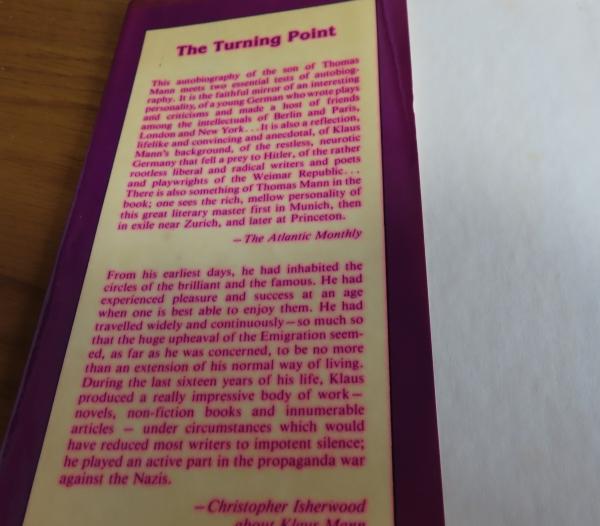 The Turning Point
This autobiography of the son of Thomas
Mann meets two essential tests of autobiog-
raphy. It is the faithful mirror of an interesting
personality, of a young German who wrote plays
and criticisms and made a host of friends
among the intellectuals of Berlin and Paris,
London and New York...It is also a reflection,
lifelike and convincing and anecdotal, of Klaus
Mann's background, of the restless, neurotic
Germany that fell a prey to Hitler, of the rather
rootless liberal and radical writers and poets
and playwrights of the Weimar Republic...
There is also something of Thomas Mann in the
book; one sees the rich, mellow personality of
this great literary master first in Munich, then
in exile near Zurich, and later at Princeton.
—The Atlantic Monthly
From his earliest days, he had inhabited the
circles of the brilliant and the famous. He had
experienced pleasure and success at an age
when one is best able to enjoy them. He had
travelled widely and continuously—so much so
that the huge upheaval of the Emigration seem-
ed, as far as he was concerned, to be no more
than an extension of his normal way of living.
During the last sixteen years of his life, Klaus
produced a really impressive body of work—
novels, non-fiction books and innumerable
articles — under circumstances which would
have reduced most writers to impotent silence;
he played an active part in the propaganda war
against the Nazis.
—Christopher Isherwood
about Klaus Mann